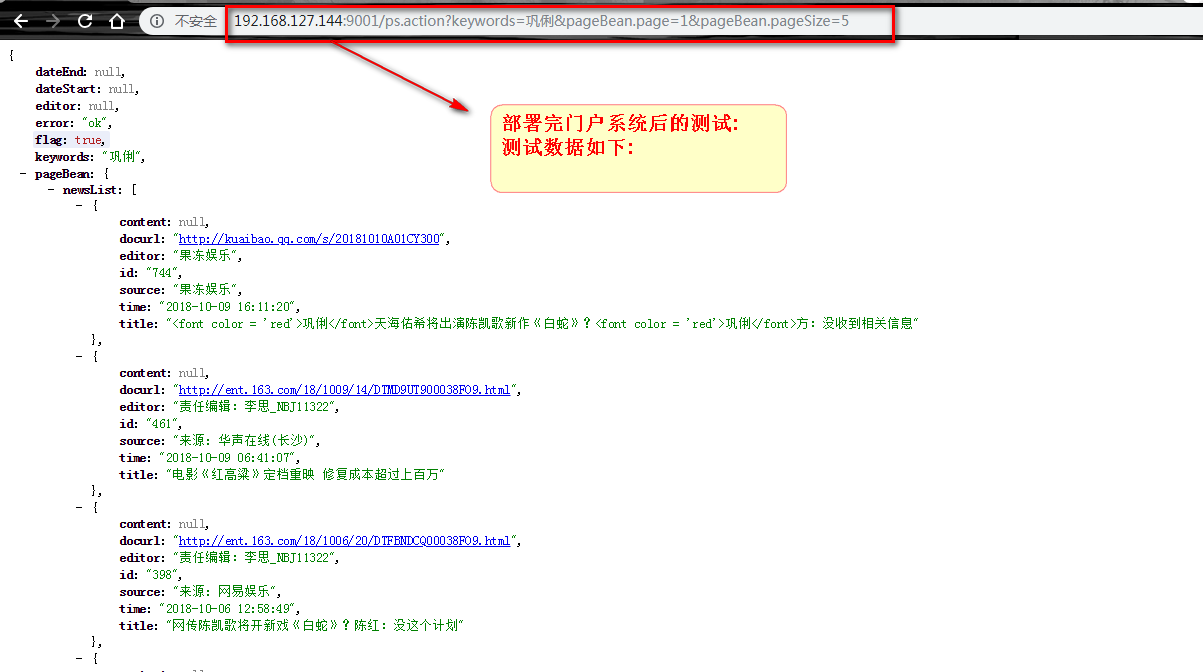 不安全 192.168.127.144:9001/ps.action?keywords=巩俐&pageBean.page=1&pageBean.pageSize=5
部署完门户系统后的测试:
测试数据如下:
{
dateEnd: null,
dateStart: null,
editor: null,
error: "ok",
flag: true,
keywords: "巩俐",
- pageBean: {
- newsList: [
- {
content: null,
docurl: "http://kuaibao.qq.com/s/20181010A01CY300",
editor: "果冻娱乐",
id: "744",
source: "果冻娱乐",
time: "2018-10-09 16:11:20",
title: "<font color = 'red'>巩俐</font>天海佑希将出演陈凯歌新作《白蛇》？<font color = 'red'>巩俐</font>方：没收到相关信息"
},
- {
content: null,
docurl: "http://ent.163.com/18/1009/14/DTMD9UT900038FO9.html",
editor: "责任编辑：李思_NBJ11322",
id: "461",
source: "来源：华声在线(长沙)",
time: "2018-10-09 06:41:07",
title: "电影《红高粱》定档重映 修复成本超过上百万"
},
- {
content: null,
docurl: "http://ent.163.com/18/1006/20/DTFBNDCQ00038FO9.html",
editor: "责任编辑：李思_NBJ11322",
id: "398",
source: "来源：网易娱乐",
time: "2018-10-06 12:58:49",
title: "网传陈凯歌将开新戏《白蛇》？陈红：没这个计划"
},
- {